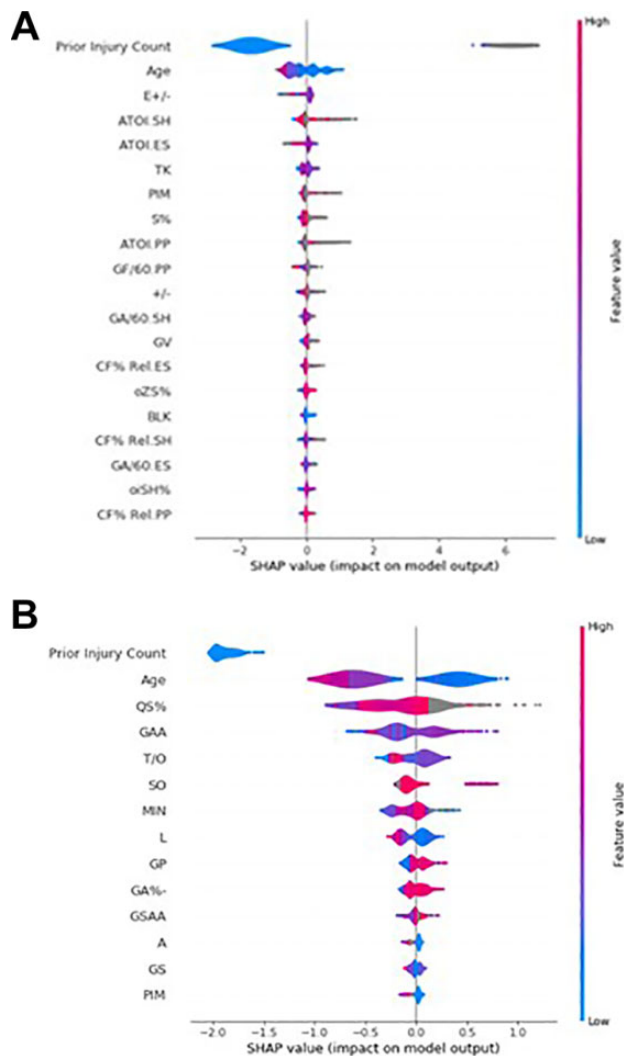 A
Prior Injury Count
Age
E+/-
ATOI.SH
ATOI.ES
TK
PIM
S%
ATOI.PP
GF/60.PP
+/-
GA/60.SH
GV
CF% Rel.ES
oZS%
BLK
CF% Rel.SH
GA/60.ES
oiSH%
CF% Rel.PP
−2 0 2 4 6
SHAP value (impact on model output)
High
Feature value
Low
B
Prior Injury Count
Age
QS%
GAA
T/O
SO
MIN
L
GP
GA%-
GSAA
A
GS
PIM
−2.0 −1.5 −1.0 −0.5 0.0 0.5 1.0
SHAP value (impact on model output)
High
Feature value
Low